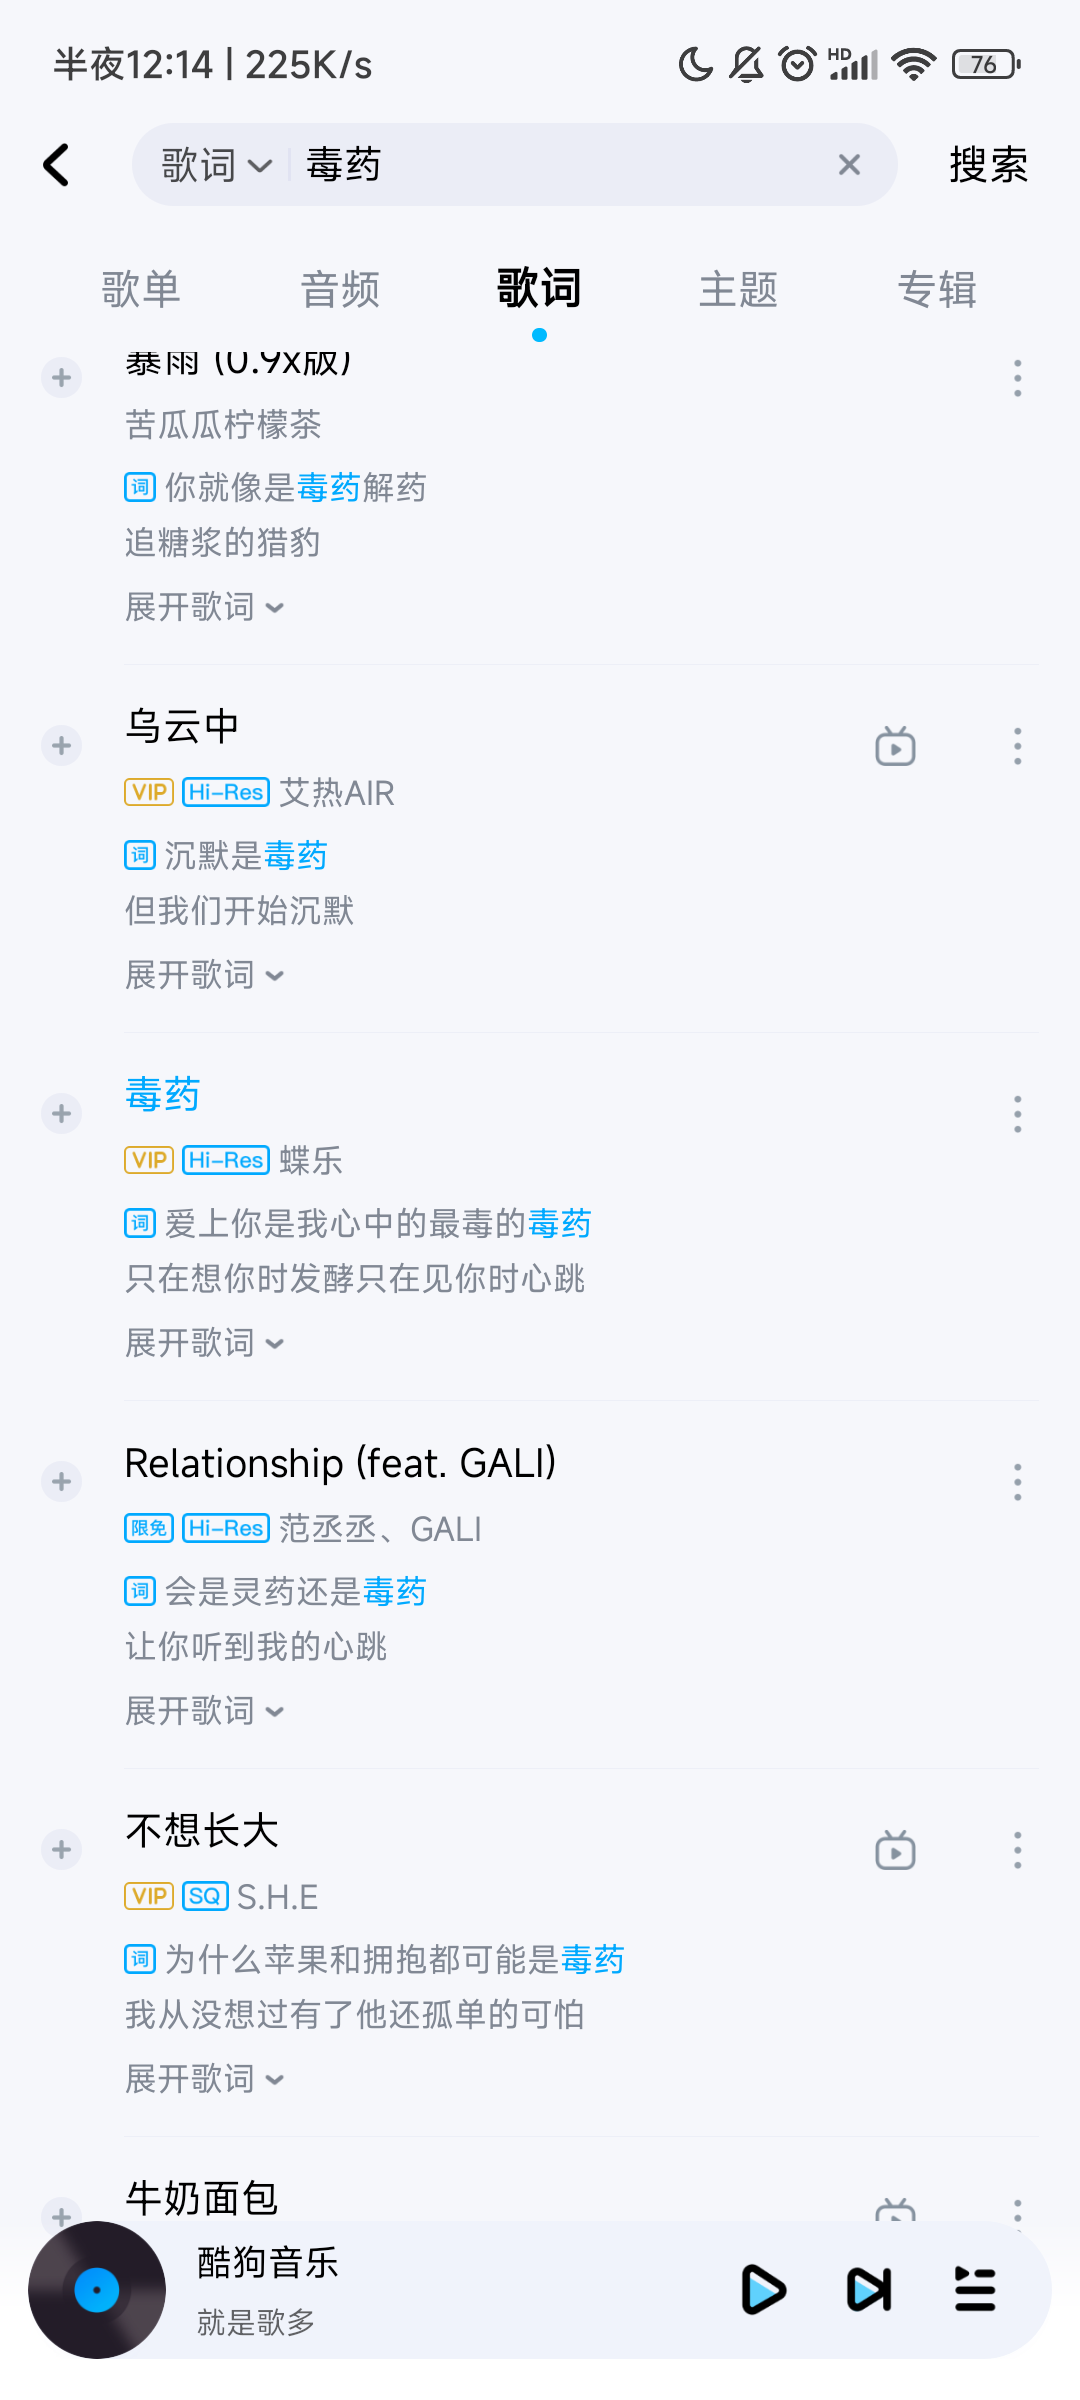 半夜12:14 | 225K/s
HD
76
歌词 毒药
搜索
歌单 音频 歌词 主题 专辑
暴雨 (0.9x版)
苦瓜瓜柠檬茶
词 你就像是毒药解药
追糖浆的猎豹
展开歌词
乌云中
VIP Hi-Res 艾热AIR
词 沉默是毒药
但我们开始沉默
展开歌词
毒药
VIP Hi-Res 蝶乐
词 爱上你是我心中的最毒的毒药
只在想你时发酵只在见你时心跳
展开歌词
Relationship (feat. GALI)
限免 Hi-Res 范丞丞、GALI
词 会是灵药还是毒药
让你听到我的心跳
展开歌词
不想长大
VIP SQ S.H.E
词 为什么苹果和拥抱都可能是毒药
我从没想过有了他还孤单的可怕
展开歌词
牛奶面包
酷狗音乐
就是歌多